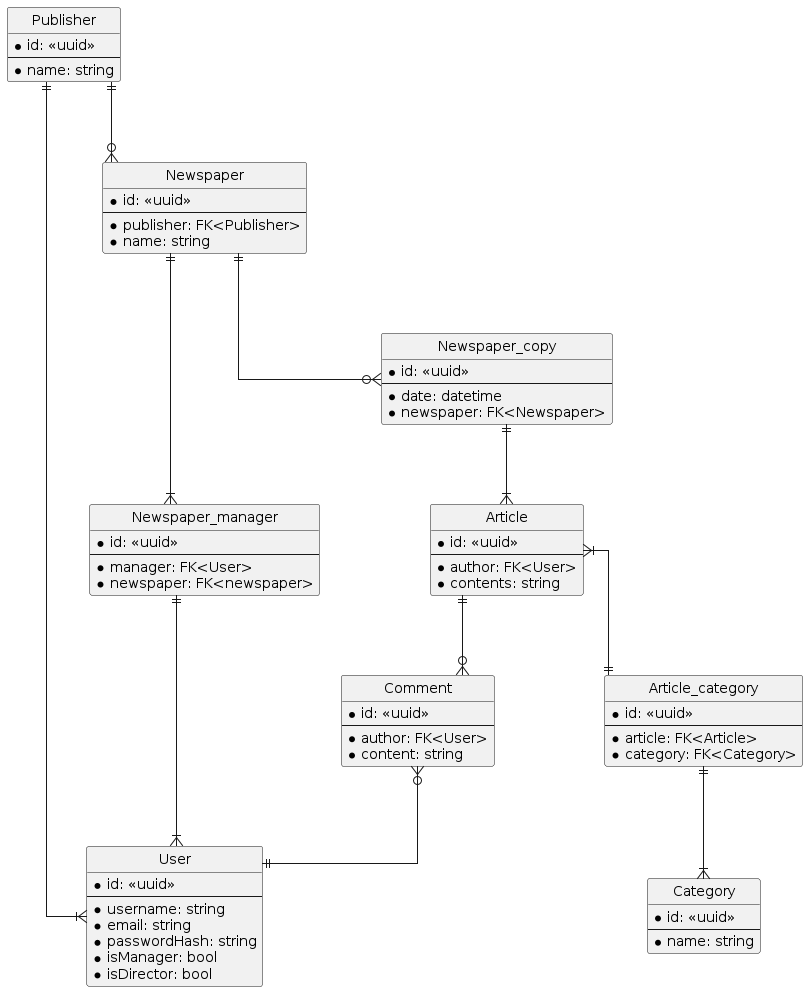 Publisher
id: «uuid»
name: string
Newspaper
id: «uuid»
publisher: FK<Publisher>
name: string
Newspaper_copy
id: «uuid»
date: datetime
newspaper: FK<Newspaper>
Newspaper_manager
id: «uuid»
manager: FK<User>
newspaper: FK<newspaper>
Article
id: «uuid»
author: FK<User>
contents: string
Comment
id: «uuid»
author: FK<User>
content: string
Article_category
id: «uuid»
article: FK<Article>
category: FK<Category>
User
id: «uuid»
username: string
email: string
passwordHash: string
isManager: bool
isDirector: bool
Category
id: «uuid»
name: string